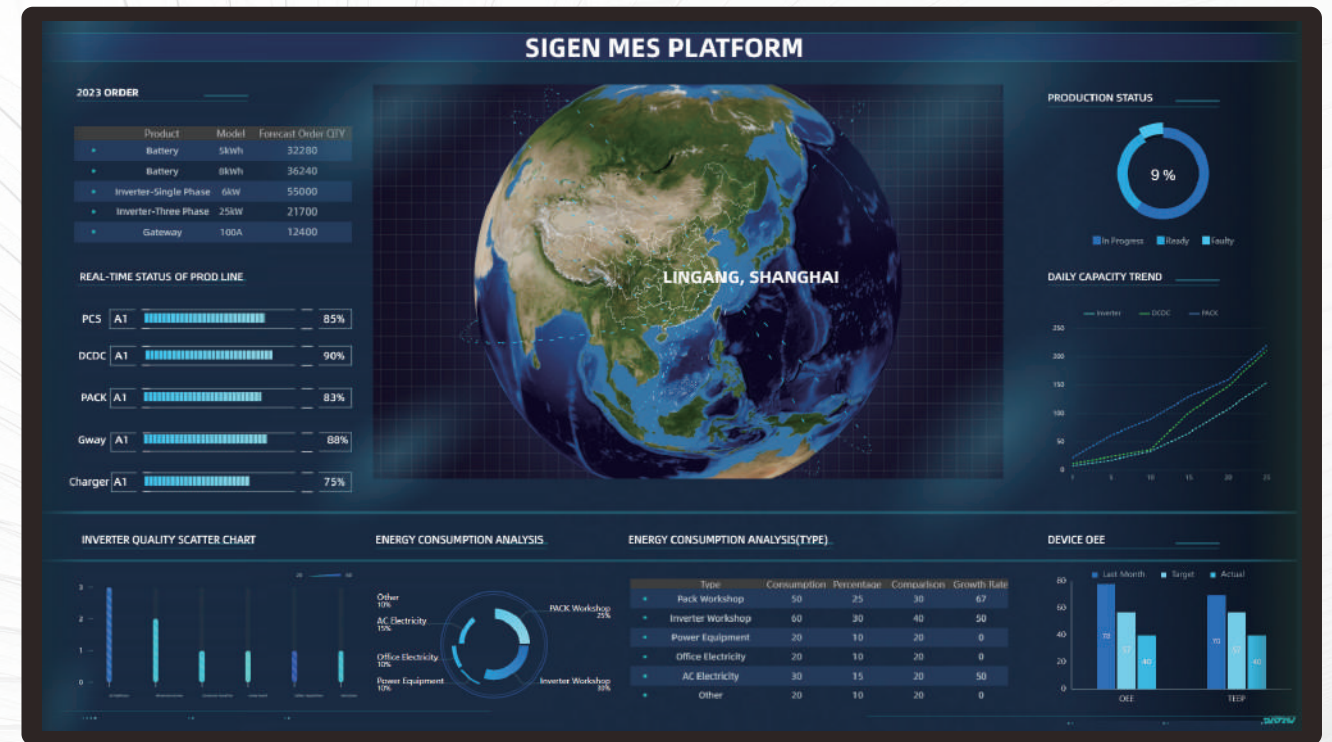 SIGEN MES PLATFORM
2023 ORDER
Product Model Forecast Order QTY
Battery 5kWh 32280
Battery 8kWh 36240
Inverter-Single Phase 6kW 55000
Inverter-Three Phase 25kW 21700
Gateway 100A 12400
REAL-TIME STATUS OF PROD LINE
PCS A1 85%
DCDC A1 90%
PACK A1 83%
Gway A1 88%
Charger A1 75%
LINGANG, SHANGHAI
PRODUCTION STATUS
9 %
In Progress Ready Faulty
DAILY CAPACITY TREND
Inverter DCDC PACK
250
200
150
100
50
0
5 10 15 20 25
INVERTER QUALITY SCATTER CHART
3
2
1
0
ENERGY CONSUMPTION ANALYSIS
Other
10%
AC Electricity
15%
Office Electricity
10%
Power Equipment
10%
PACK Workshop
25%
Inverter Workshop
30%
ENERGY CONSUMPTION ANALYSIS(TYPE)
Type Consumption Percentage Comparison Growth Rate
Pack Workshop 50 25 30 67
Inverter Workshop 60 30 40 50
Power Equipment 20 10 20 0
Office Electricity 20 10 20 0
AC Electricity 30 15 20 50
Other 20 10 20 0
DEVICE OEE
Last Month Target Actual
80
60
40
20
0
70 57 40
70 40
OEE